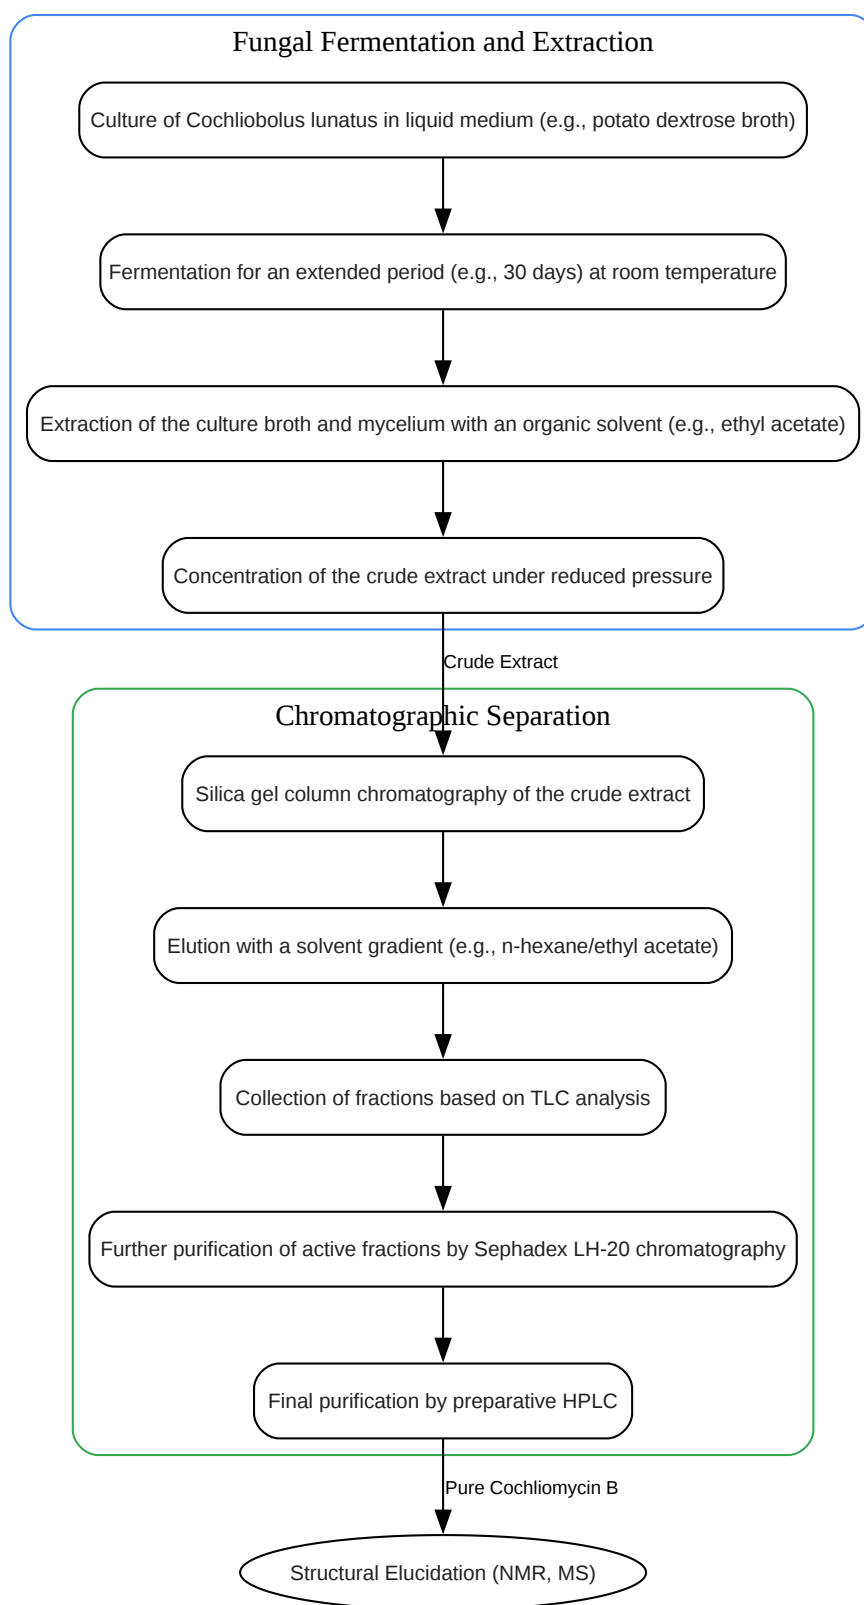 Fungal Fermentation and Extraction
Culture of Cochliobolus lunatus in liquid medium (e.g., potato dextrose broth)
Fermentation for an extended period (e.g., 30 days) at room temperature
Extraction of the culture broth and mycelium with an organic solvent (e.g., ethyl acetate)
Concentration of the crude extract under reduced pressure
Crude Extract
Chromatographic Separation
Silica gel column chromatography of the crude extract
Elution with a solvent gradient (e.g., n-hexane/ethyl acetate)
Collection of fractions based on TLC analysis
Further purification of active fractions by Sephadex LH-20 chromatography
Final purification by preparative HPLC
Pure Cochliomycin B
Structural Elucidation (NMR, MS)